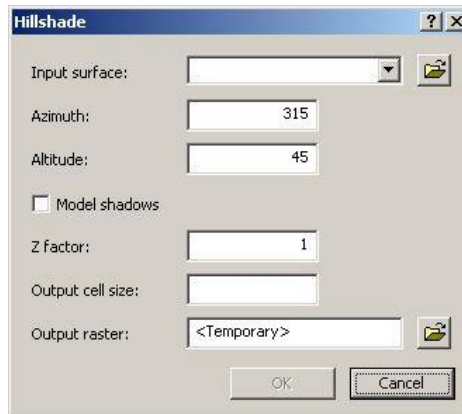 Hillshade
Input surface:
Azimuth: 315
Altitude: 45
Model shadows
Z factor: 1
Output cell size:
Output raster: <Temporary>
OK Cancel